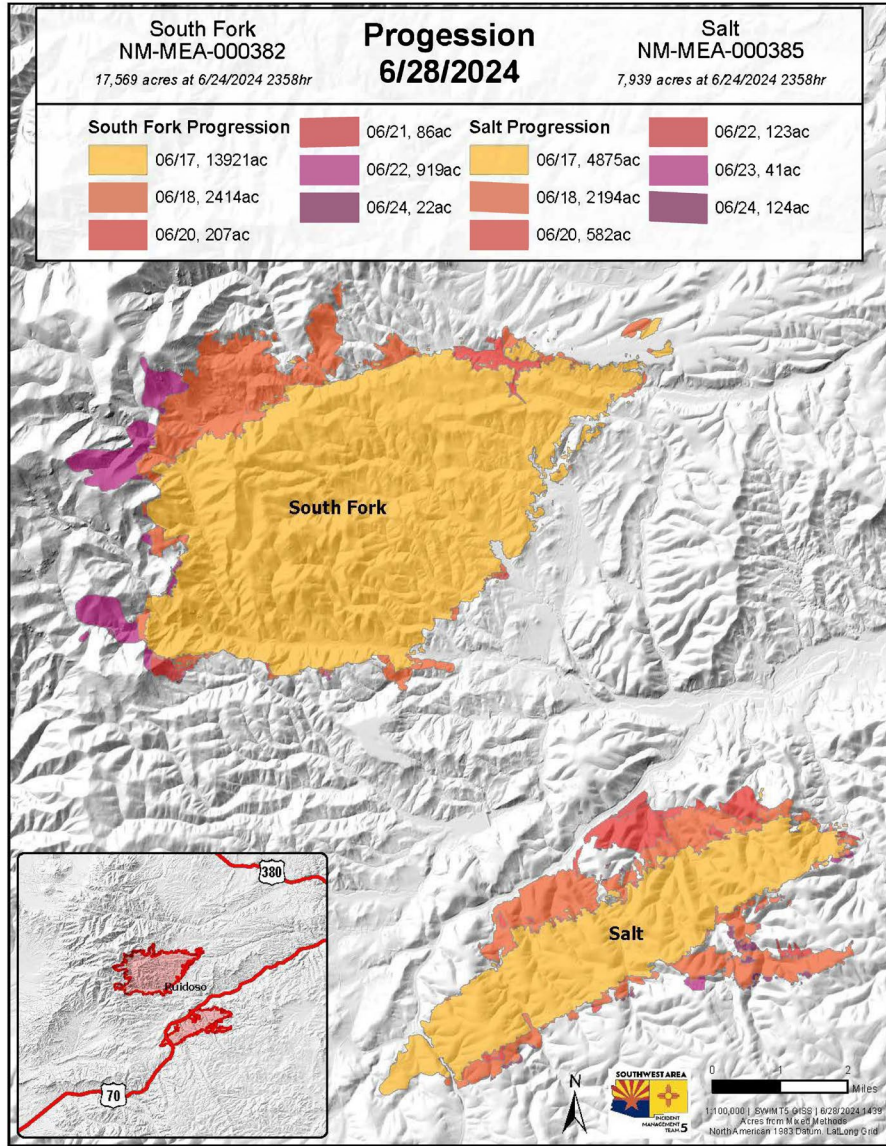 South Fork
NM-MEA-000382
17,569 acres at 6/24/2024 2358hr
Progession
6/28/2024
Salt
NM-MEA-000385
7,939 acres at 6/24/2024 2358hr
South Fork Progression
06/17, 13921ac
06/18, 2414ac
06/20, 207ac
06/21, 86ac
06/22, 919ac
06/24, 22ac
Salt Progression
06/17, 4875ac
06/18, 2194ac
06/20, 582ac
06/22, 123ac
06/23, 41ac
06/24, 124ac
South Fork
Salt
380
Ruidoso
70
N
SOUTHWEST AREA
INCIDENT
MANAGEMENT
TEAM 5
0 1 2
Miles
1:100,000 | SWIMT5 GISS | 6/28/2024 1439
Acres from Mixed Methods
North American 1983 Datum. LatLong Grid